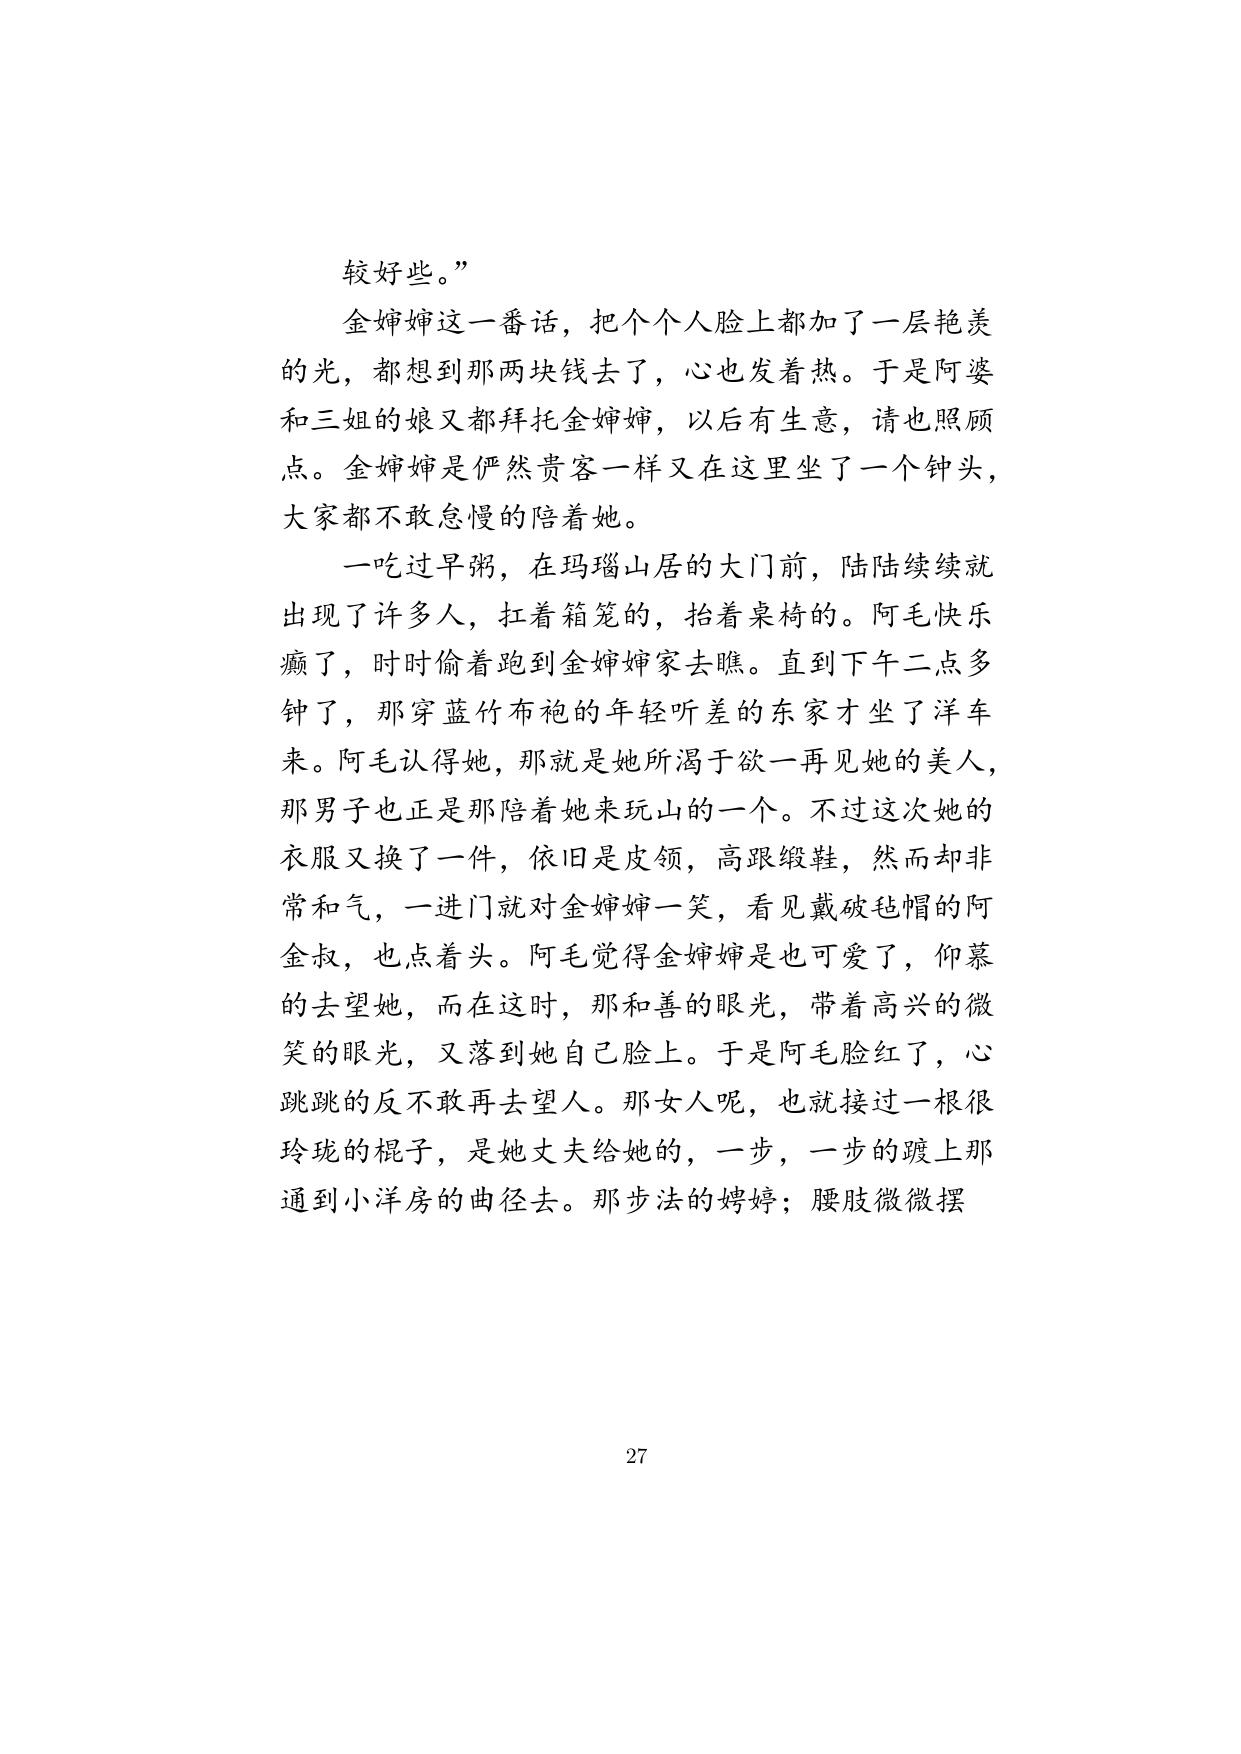 较好些。”
金婶婶这一番话，把个个人脸上都加了一层艳羡
的光，都想到那两块钱去了，心也发着热。于是阿婆
和三姐的娘又都拜托金婶婶，以后有生意，请也照顾
点。金婶婶是俨然贵客一样又在这里坐了一个钟头，
大家都不敢怠慢的陪着她。
一吃过早粥，在玛瑙山居的大门前，陆陆续续就
出现了许多人，扛着箱笼的，抬着桌椅的。阿毛快乐
癫了，时时偷着跑到金婶婶家去瞧。直到下午二点多
钟了，那穿蓝竹布袍的年轻听差的东家才坐了洋车
来。阿毛认得她，那就是她所渴于欲一再见她的美人，
那男子也正是那陪着她来玩山的一个。不过这次她的
衣服又换了一件，依旧是皮领，高跟缎鞋，然而却非
常和气，一进门就对金婶婶一笑，看见戴破毡帽的阿
金叔，也点着头。阿毛觉得金婶婶是也可爱了，仰慕
的去望她，而在这时，那和善的眼光，带着高兴的微
笑的眼光，又落到她自己脸上。于是阿毛脸红了，心
跳跳的反不敢再去望人。那女人呢，也就接过一根很
玲珑的棍子，是她丈夫给她的，一步，一步的踱上那
通到小洋房的曲径去。那步法的娉婷；腰肢微微摆
27